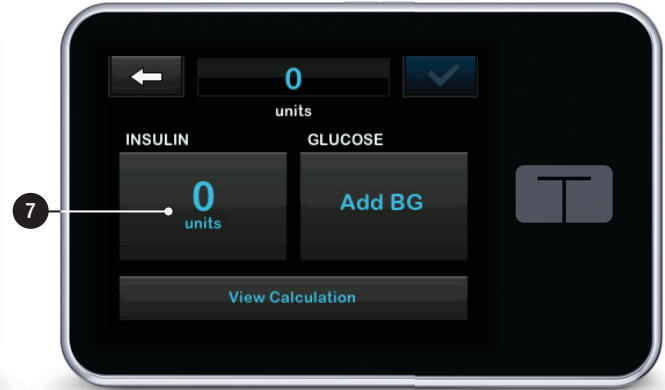 0
units
INSULIN GLUCOSE
0
units
Add BG
View Calculation
7